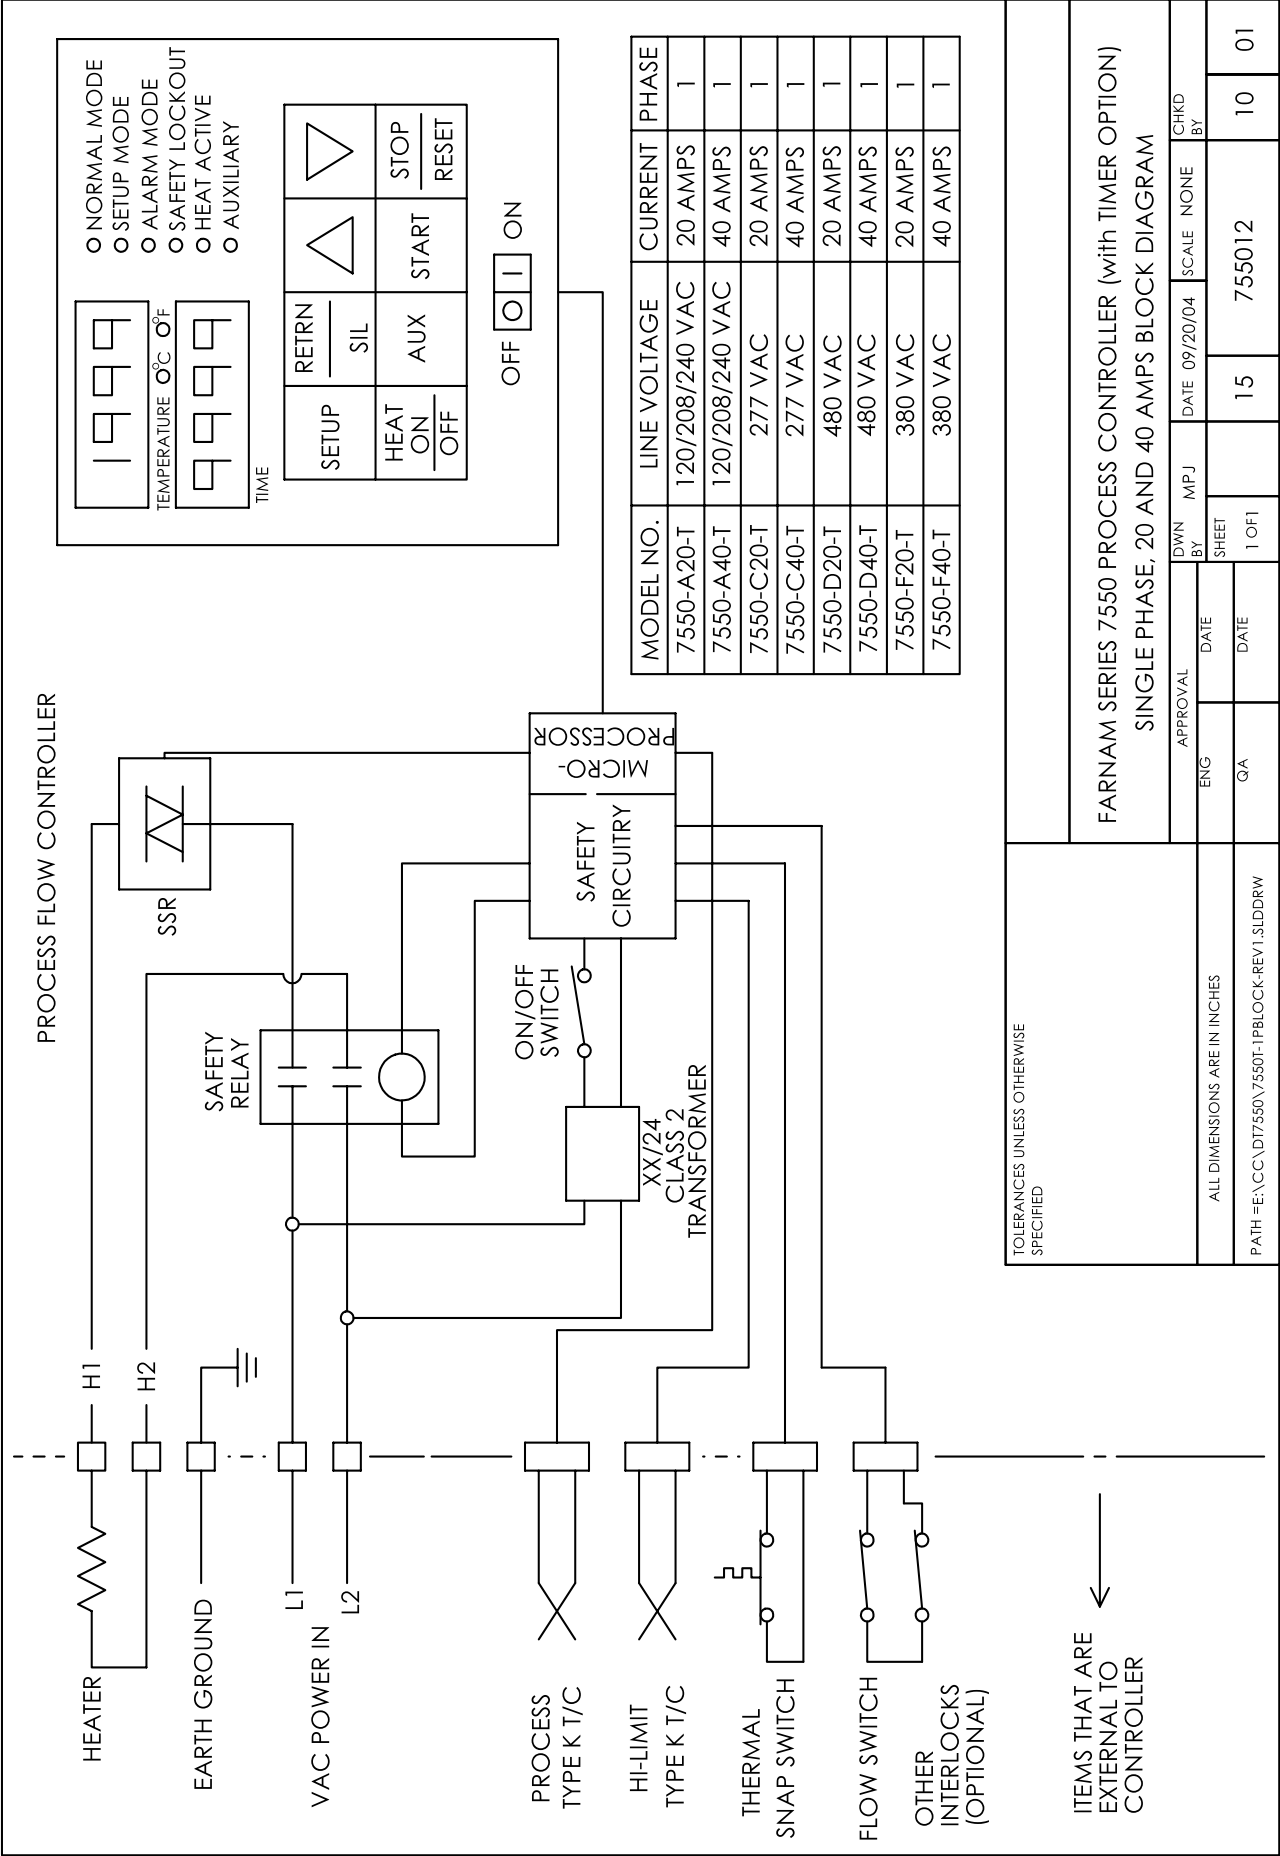 PROCESS FLOW CONTROLLER
HEATER
H1
H2
EARTH GROUND
VAC POWER IN
L1
L2
SSR
SAFETY
RELAY
ON/OFF
SWITCH
XX/24
CLASS 2
TRANSFORMER
MICRO-
PROCESSOR
SAFETY
CIRCUITRY
PROCESS
TYPE K T/C
HI-LIMIT
TYPE K T/C
THERMAL
SNAP SWITCH
FLOW SWITCH
OTHER
INTERLOCKS
(OPTIONAL)
ITEMS THAT ARE
EXTERNAL TO
CONTROLLER
TEMPERATURE °C °F
TIME
NORMAL MODE
SETUP MODE
ALARM MODE
SAFETY LOCKOUT
HEAT ACTIVE
AUXILIARY
SETUP
RETRN
SIL
HEAT
ON
OFF
AUX
START
STOP
RESET
OFF O I ON
MODEL NO. LINE VOLTAGE CURRENT PHASE
7550-A20-T 120/208/240 VAC 20 AMPS 1
7550-A40-T 120/208/240 VAC 40 AMPS 1
7550-C20-T 277 VAC 20 AMPS 1
7550-C40-T 277 VAC 40 AMPS 1
7550-D20-T 480 VAC 20 AMPS 1
7550-D40-T 480 VAC 40 AMPS 1
7550-F20-T 380 VAC 20 AMPS 1
7550-F40-T 380 VAC 40 AMPS 1
TOLERANCES UNLESS OTHERWISE
SPECIFIED
ALL DIMENSIONS ARE IN INCHES
PATH =E:\CC\DT7550\7550T-1PBLOCK-REV1.SLDDRW
FARNAM SERIES 7550 PROCESS CONTROLLER (with TIMER OPTION)
SINGLE PHASE, 20 AND 40 AMPS BLOCK DIAGRAM
APPROVAL
ENG DATE
QA DATE
DWN
BY MPJ
DATE 09/20/04
SCALE NONE
CHKD
BY
SHEET
1 OF1
15 755012 10 01